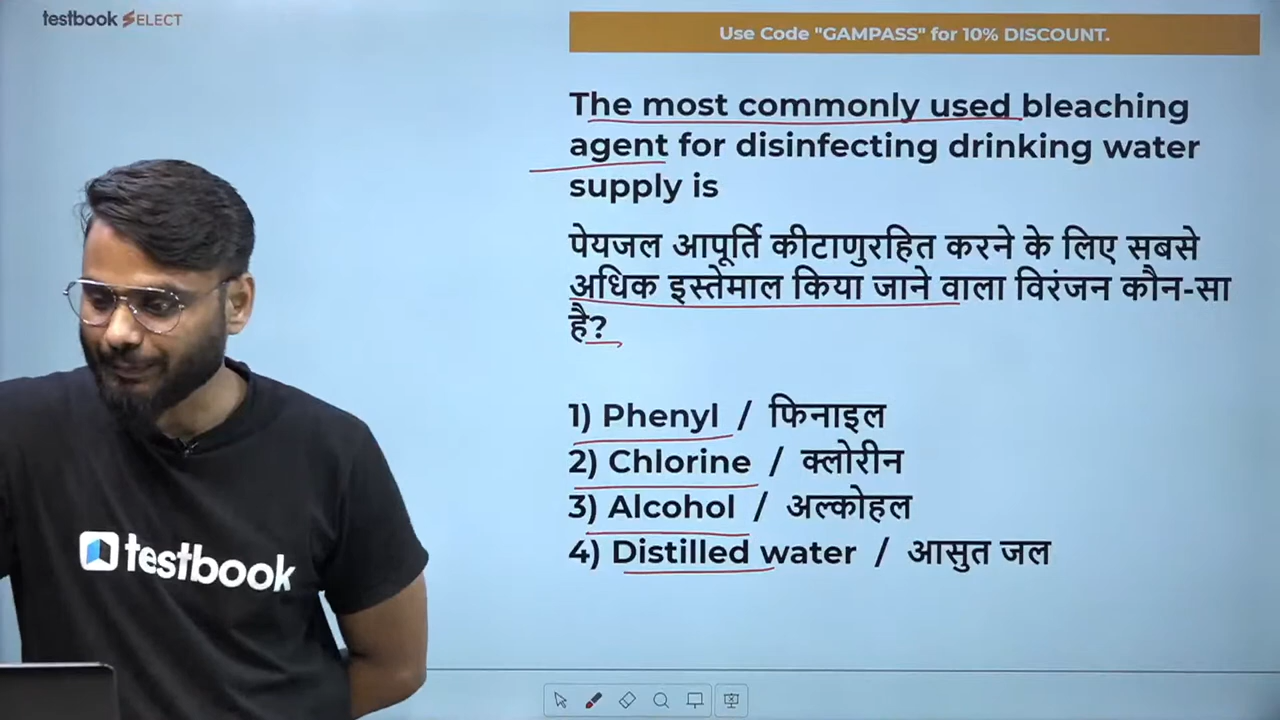 testbook SELECT
Use Code "GAMPASS" for 10% DISCOUNT.
The most commonly used bleaching
agent for disinfecting drinking water
supply is
पेयजल आपूर्ति कीटाणुरहित करने के लिए सबसे
अधिक इस्तेमाल किया जाने वाला विरंजन कौन-सा
है?
1) Phenyl / फिनाइल
2) Chlorine / क्लोरीन
3) Alcohol / अल्कोहल
4) Distilled water / आसुत जल
testbook